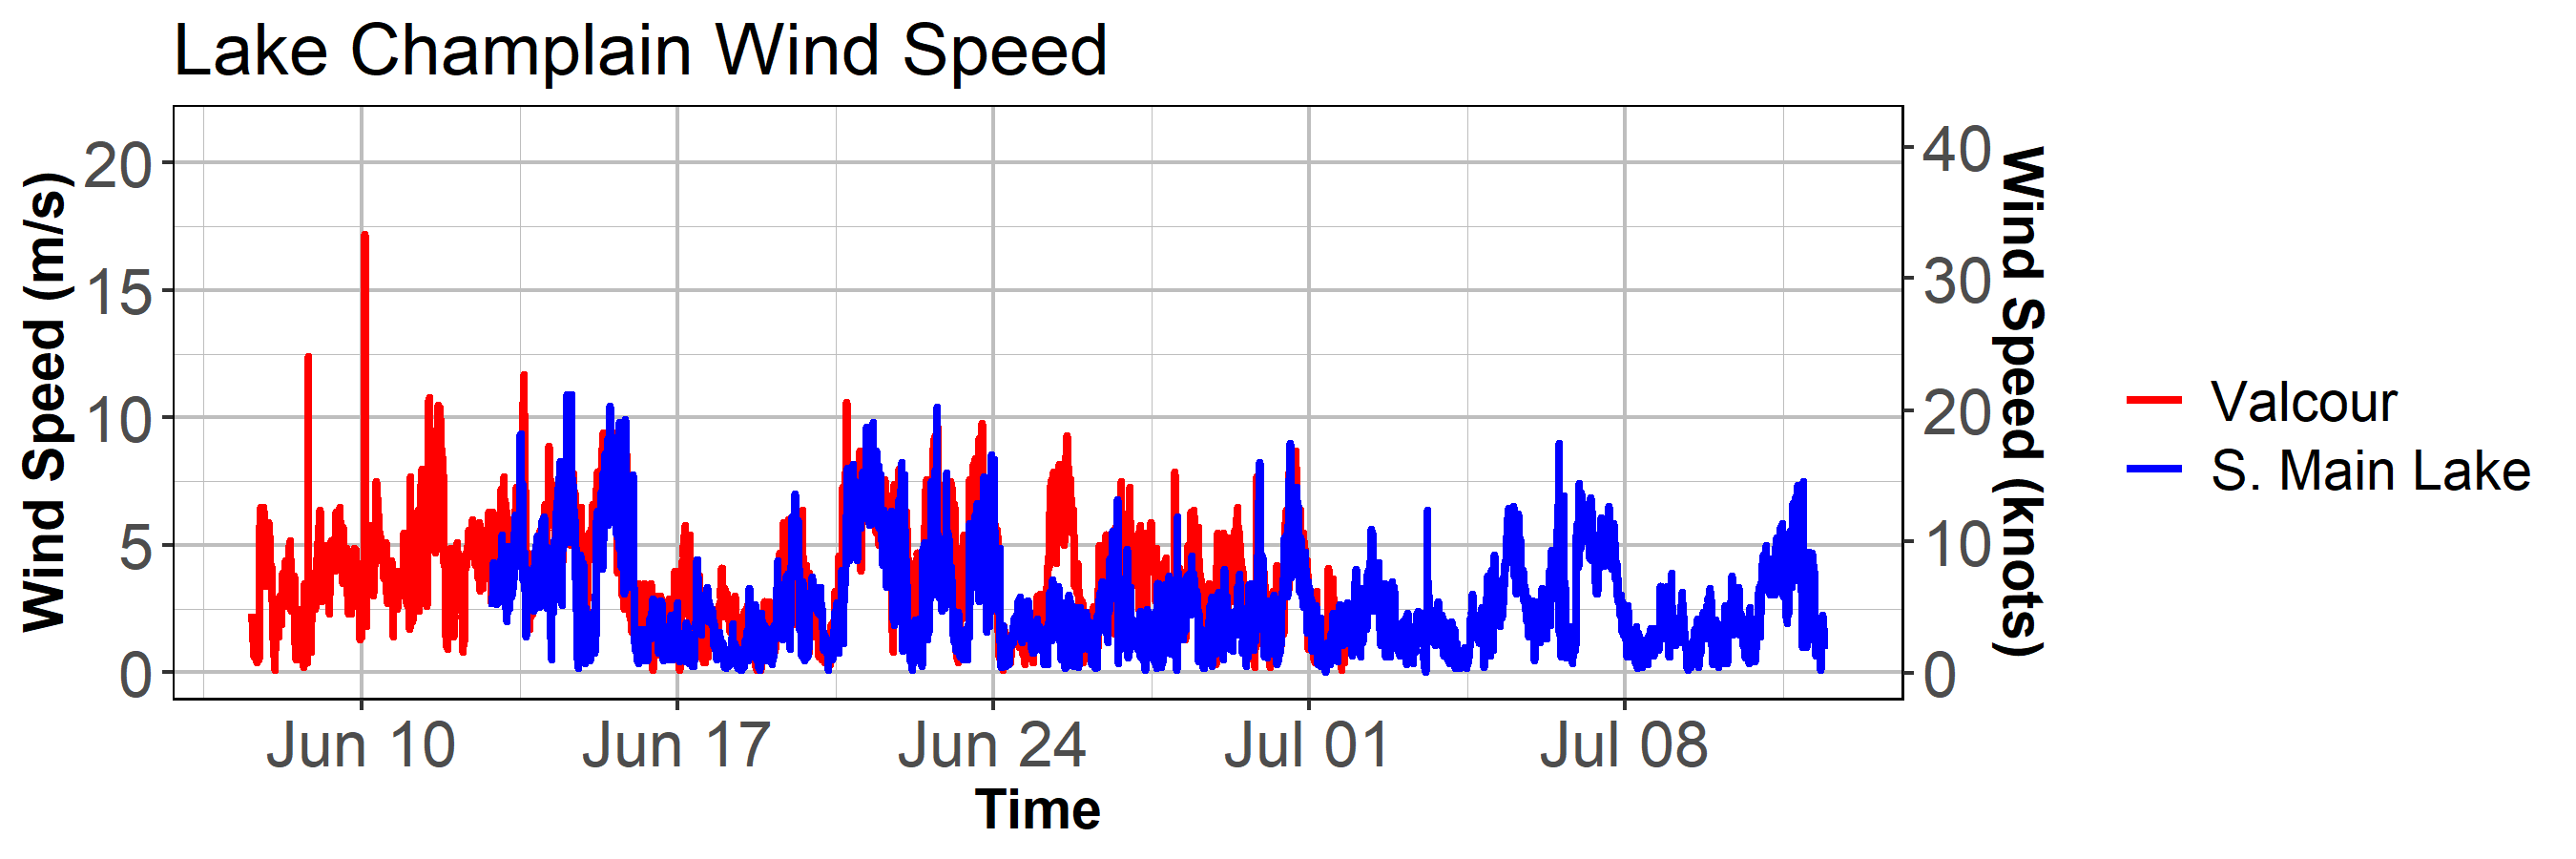 Lake Champlain Wind Speed
Wind Speed (m/s)
20
15
10
5
0
40
30
20
10
0
Wind Speed (knots)
Jun 10
Jun 17
Jun 24
Jul 01
Jul 08
Time
Valcour
S. Main Lake